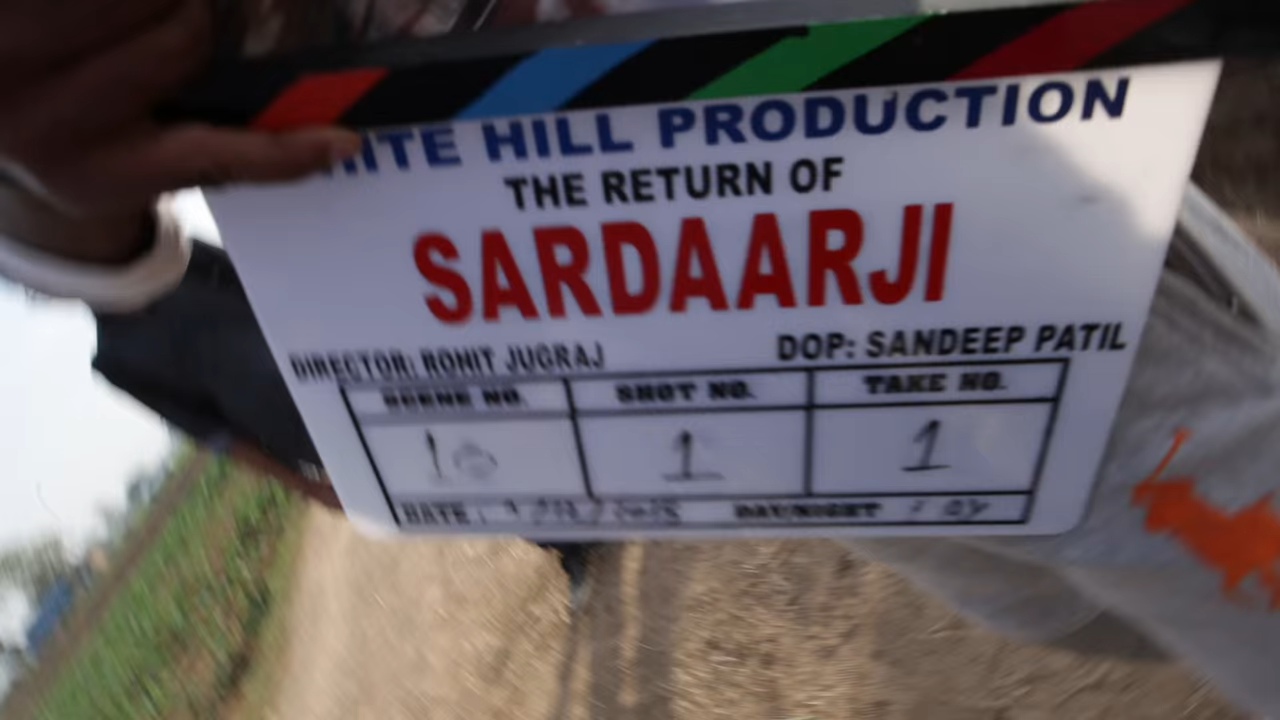 HITE HILL PRODUCTION
THE RETURN OF
SARDAARJI
DIRECTOR: ROHIT JUGRAJ
DOP: SANDEEP PATIL
SCENE NO. SHOT NO. TAKE NO.
1 1
DATE: DAY/NIGHT :